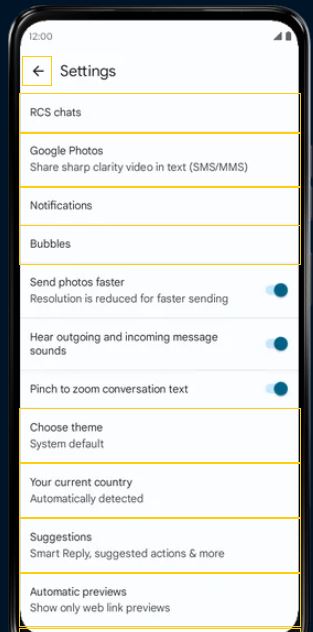 12:00
Settings
RCS chats
Google Photos
Share sharp clarity video in text (SMS/MMS)
Notifications
Bubbles
Send photos faster
Resolution is reduced for faster sending
Hear outgoing and incoming message
sounds
Pinch to zoom conversation text
Choose theme
System default
Your current country
Automatically detected
Suggestions
Smart Reply, suggested actions & more
Automatic previews
Show only web link previews